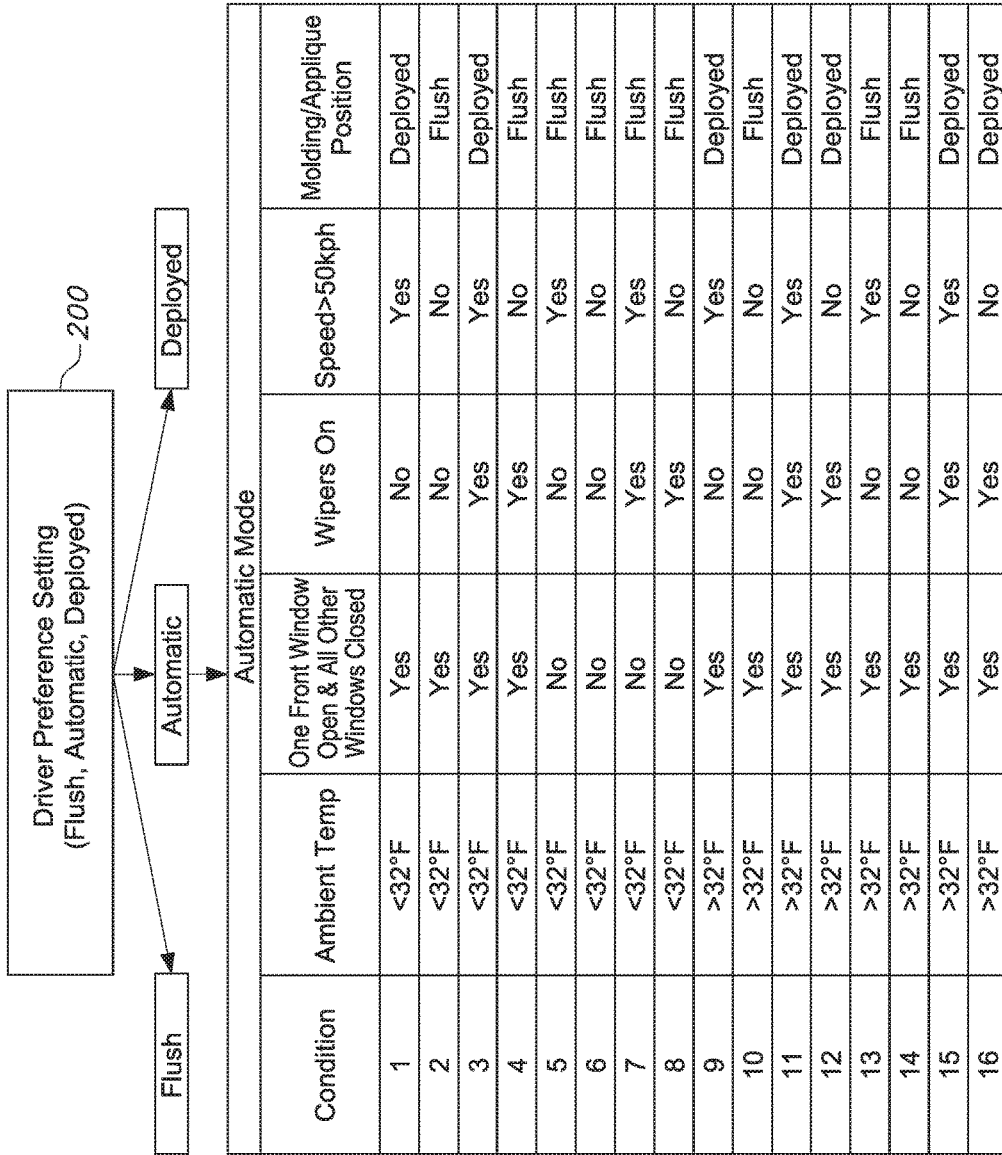 Driver Preference Setting
(Flush, Automatic, Deployed)
200
Flush Automatic Deployed
Automatic Mode
Condition Ambient Temp One Front Window Wipers On Speed>50kph Molding/Applique
Open & All Other Position
Windows Closed
1 <32°F Yes No Yes Deployed
2 <32°F Yes No No Flush
3 <32°F Yes Yes Yes Deployed
4 <32°F Yes Yes No Flush
5 <32°F No No Yes Flush
6 <32°F No No No Flush
7 <32°F No Yes Yes Flush
8 <32°F No Yes No Flush
9 >32°F Yes No Yes Deployed
10 >32°F Yes No No Flush
11 >32°F Yes Yes Yes Deployed
12 >32°F Yes Yes No Deployed
13 >32°F Yes No Yes Flush
14 >32°F Yes No No Flush
15 >32°F Yes Yes Yes Deployed
16 >32°F Yes Yes No Deployed